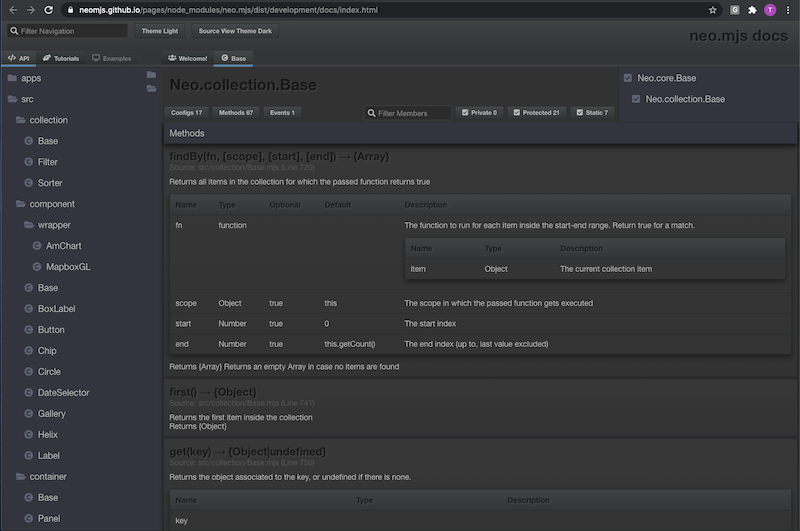 neomjs.github.io/pages/node_modules/neo.mjs/dist/development/docs/index.html
G
T
Filter Navigation
Theme Light
Source View Theme Dark
neo.mjs docs
API
Tutorials
Examples
Welcome!
Base
apps
src
collection
Base
Filter
Sorter
component
wrapper
AmChart
MapboxGL
Base
BoxLabel
Button
Chip
Circle
DateSelector
Gallery
Helix
Label
container
Base
Panel
Neo.collection.Base
Configs 17
Methods 67
Events 1
Filter Members
Private 0
Protected 21
Static 7
Neo.core.Base
Neo.collection.Base
Methods
findBy(fn, [scope], [start], [end]) → {Array}
Source: src/collection/Base.mjs (Line 720)
Returns all items in the collection for which the passed function returns true
Name Type Optional Default Description
fn function The function to run for each item inside the start-end range. Return true for a match.
Name Type Description
item Object The current collection item
scope Object true this The scope in which the passed function gets executed
start Number true 0 The start index
end Number true this.getCount() The end index (up to, last value excluded)
Returns {Array} Returns an empty Array in case no items are found
first() → {Object}
Source: src/collection/Base.mjs (Line 741)
Returns the first item inside the collection
Returns {Object}
get(key) → {Object|undefined}
Source: src/collection/Base.mjs (Line 750)
Returns the object associated to the key, or undefined if there is none.
Name Type Description
key